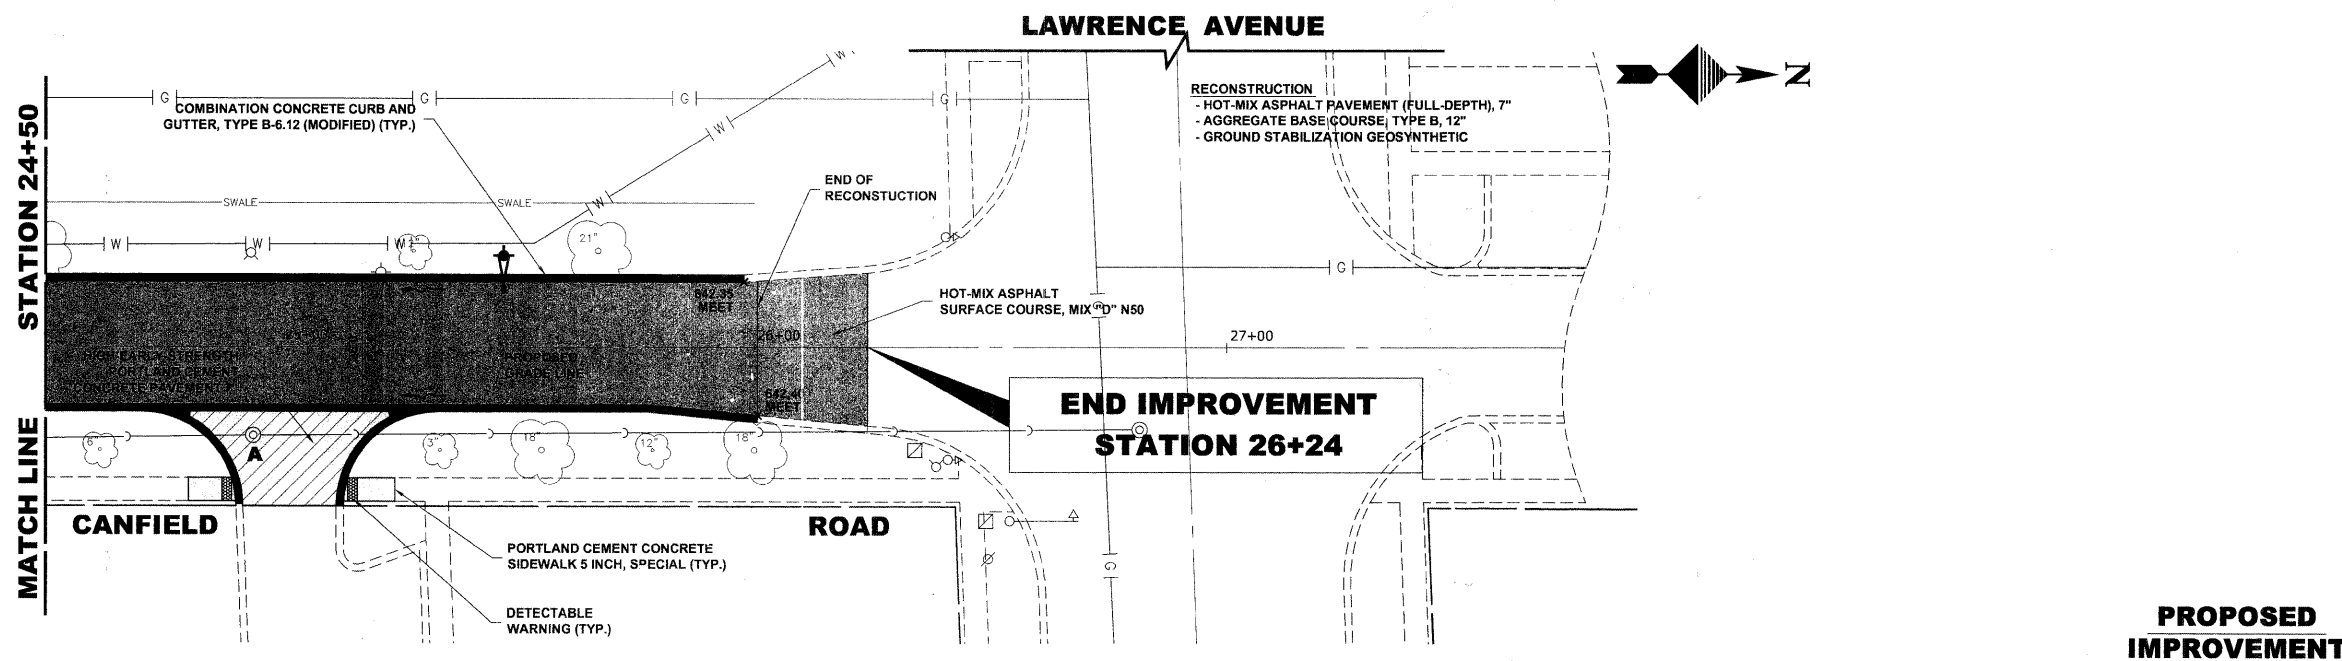 LAWRENCE AVENUE
N
STATION 24+50
MATCH LINE
G
G
G
G
COMBINATION CONCRETE CURB AND
GUTTER, TYPE B-6.12 (MODIFIED) (TYP.)
W
W
W
RECONSTRUCTION
- HOT-MIX ASPHALT PAVEMENT (FULL-DEPTH), 7"
- AGGREGATE BASE COURSE, TYPE B, 12"
- GROUND STABILIZATION GEOSYNTHETIC
END OF
RECONSTUCTION
SWALE
SWALE
W
W
W
21"
G
MEET
HOT-MIX ASPHALT
SURFACE COURSE, MIX "D" N50
G
26+00
27+00
HIGH EARLY STRENGTH
PORTLAND CEMENT
CONCRETE PAVEMENT
PROPOSED
GRADE LINE
MEET
END IMPROVEMENT
STATION 26+24
6"
A
3"
18"
12"
18"
CANFIELD
ROAD
PORTLAND CEMENT CONCRETE
SIDEWALK 5 INCH, SPECIAL (TYP.)
G
DETECTABLE
WARNING (TYP.)
PROPOSED
IMPROVEMENT